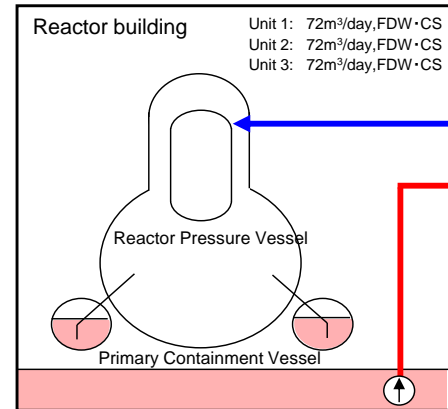 Reactor building
Unit 1: 72m³/day,FDW・CS
Unit 2: 72m³/day,FDW・CS
Unit 3: 72m³/day,FDW・CS
Reactor Pressure Vessel
Primary Containment Vessel